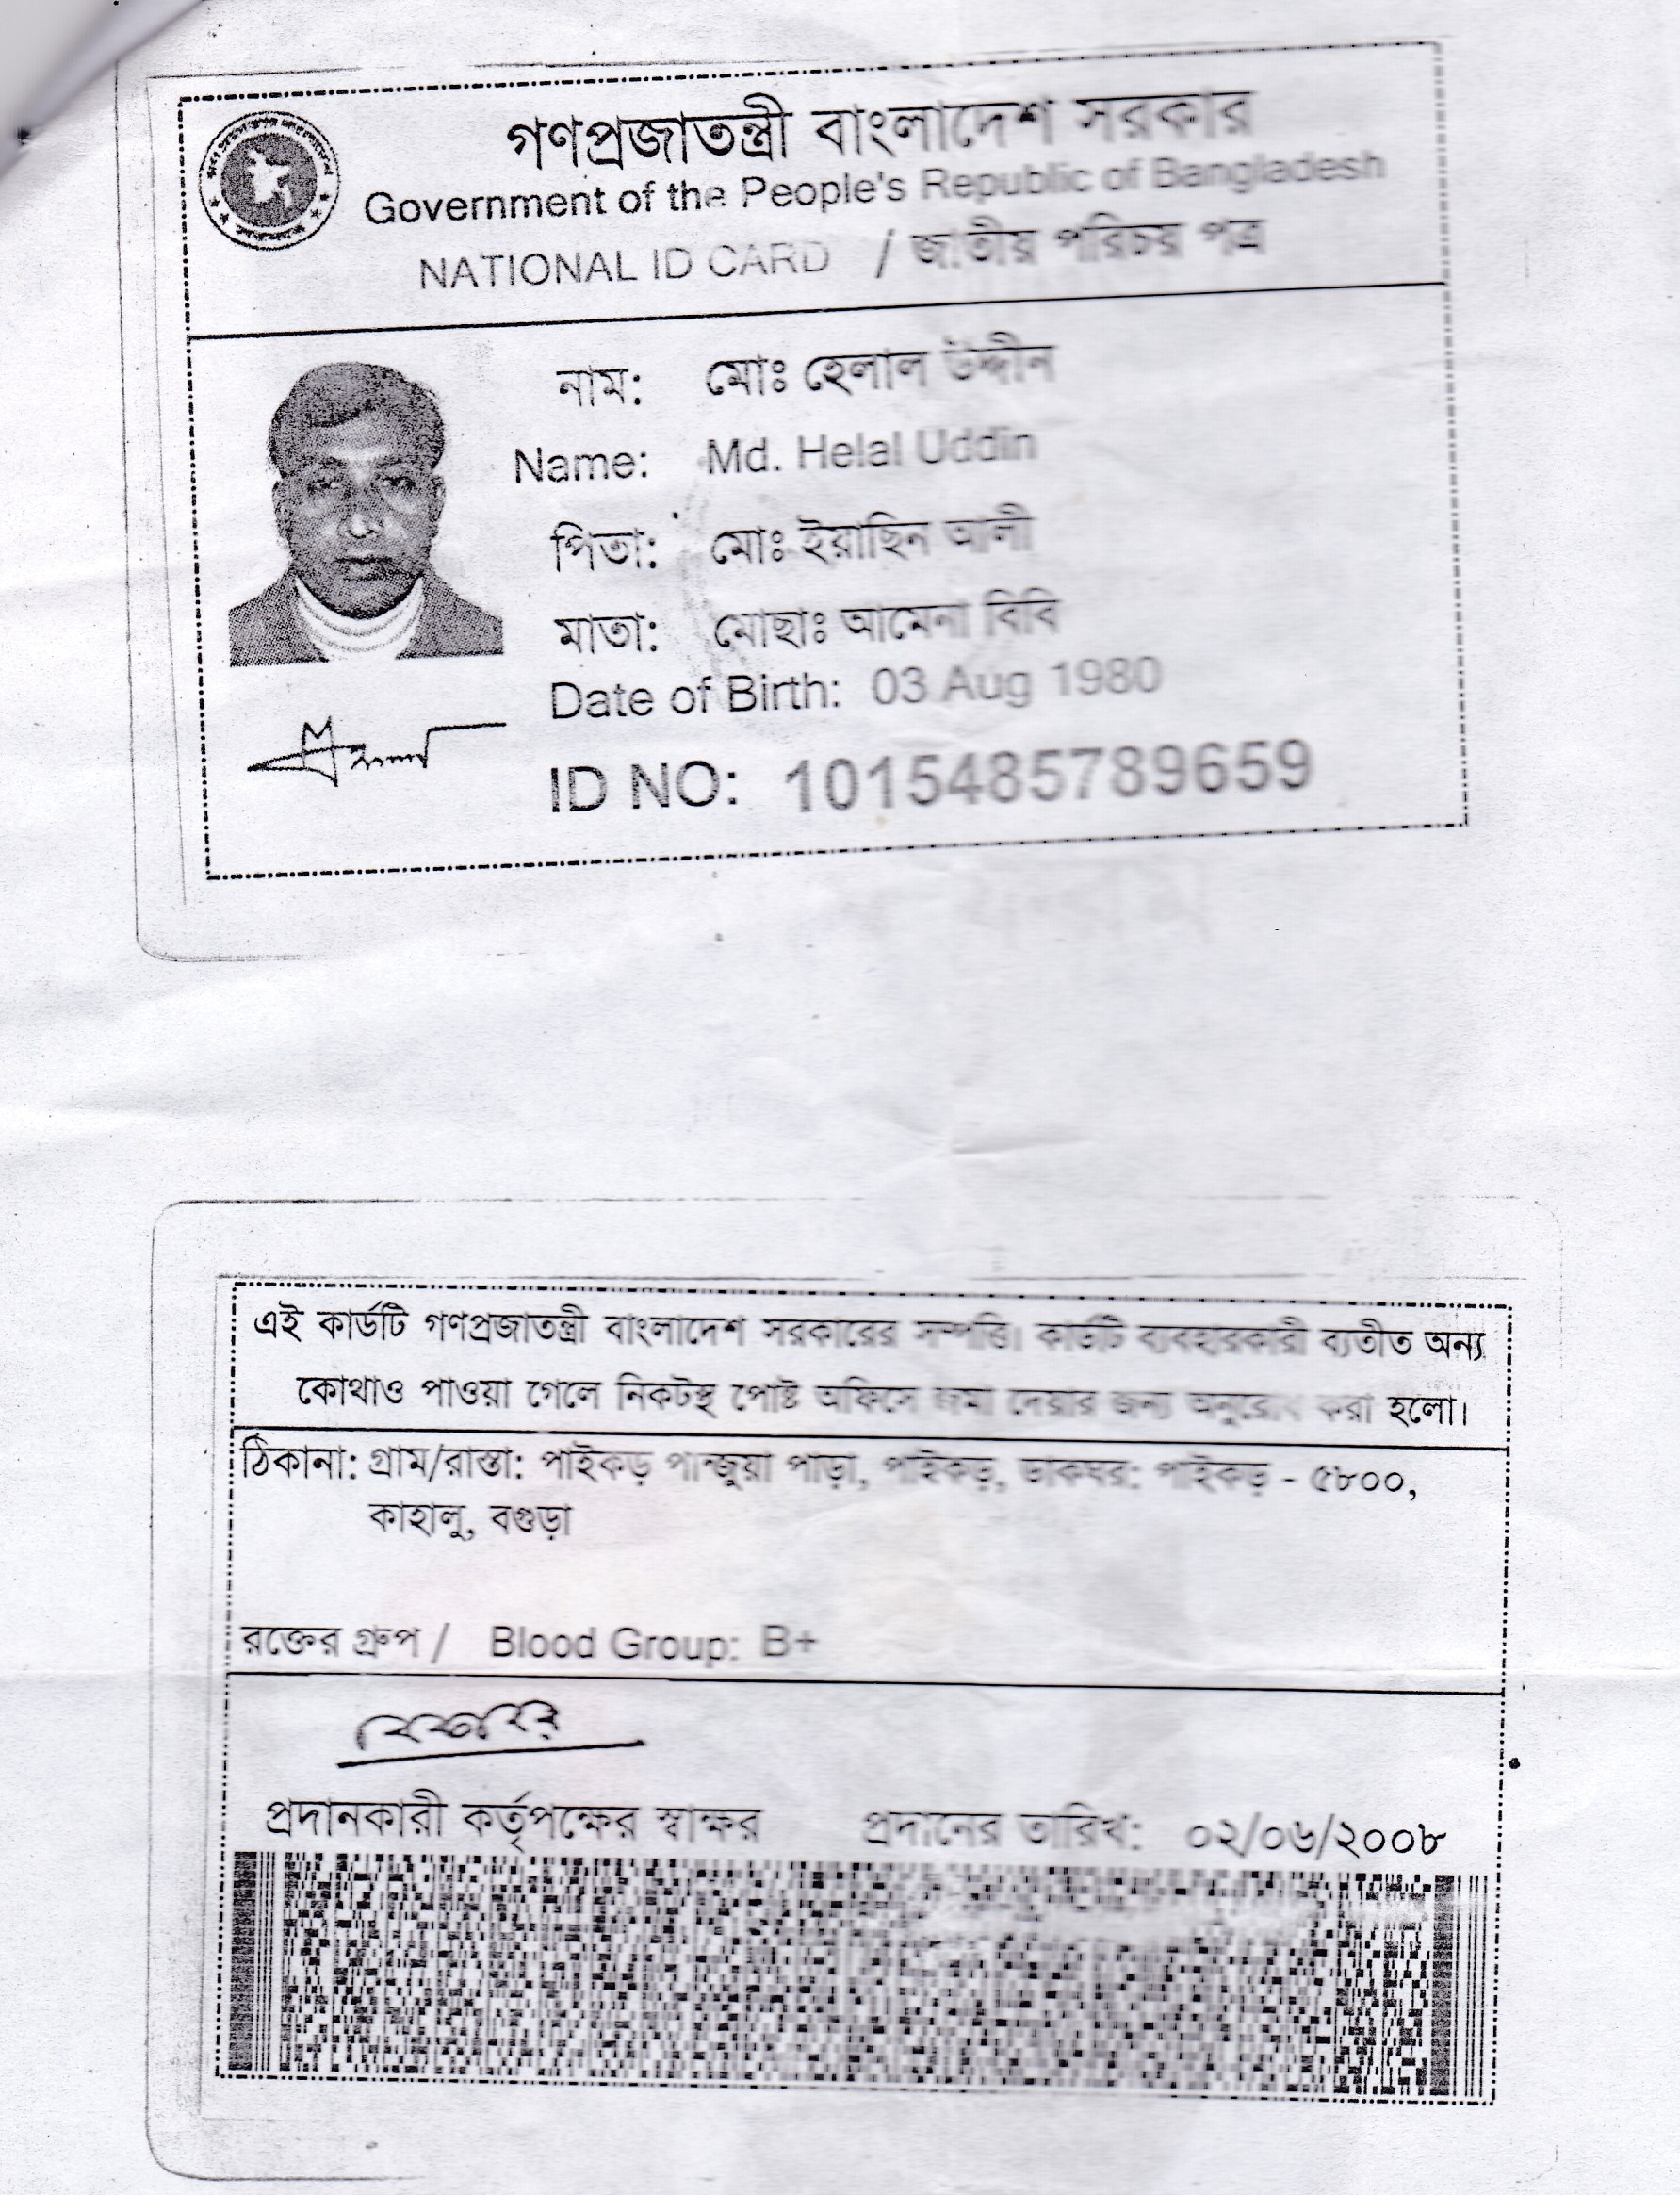 গণপ্রজাতন্ত্রী বাংলাদেশ সরকার
Government of the People's Republic of Bangladesh
NATIONAL ID CARD / জাতীয় পরিচয় পত্র
নাম: মোঃ হেলাল উদ্দীন
Name: Md. Helal Uddin
পিতা: মোঃ ইয়াছিন আলী
মাতা: মোছাঃ আমেনা বিবি
Date of Birth: 03 Aug 1980
ID NO: 1015485789659
এই কার্ডটি গণপ্রজাতন্ত্রী বাংলাদেশ সরকারের সম্পত্তি। কার্ডটি ব্যবহারকারী ব্যতীত অন্য
কোথাও পাওয়া গেলে নিকটস্থ পোষ্ট অফিসে জমা দেয়ার জন্য অনুরোধ করা হলো।
ঠিকানা: গ্রাম/রাস্তা: পাইকড় পান্জুয়া পাড়া, পাইকড়, ডাকঘর: পাইকড় - ৫৮০০,
কাহালু, বগুড়া
রক্তের গ্রুপ / Blood Group: B+
প্রদানকারী কর্তৃপক্ষের স্বাক্ষর প্রদানের তারিখ: ০২/০৬/২০০৮